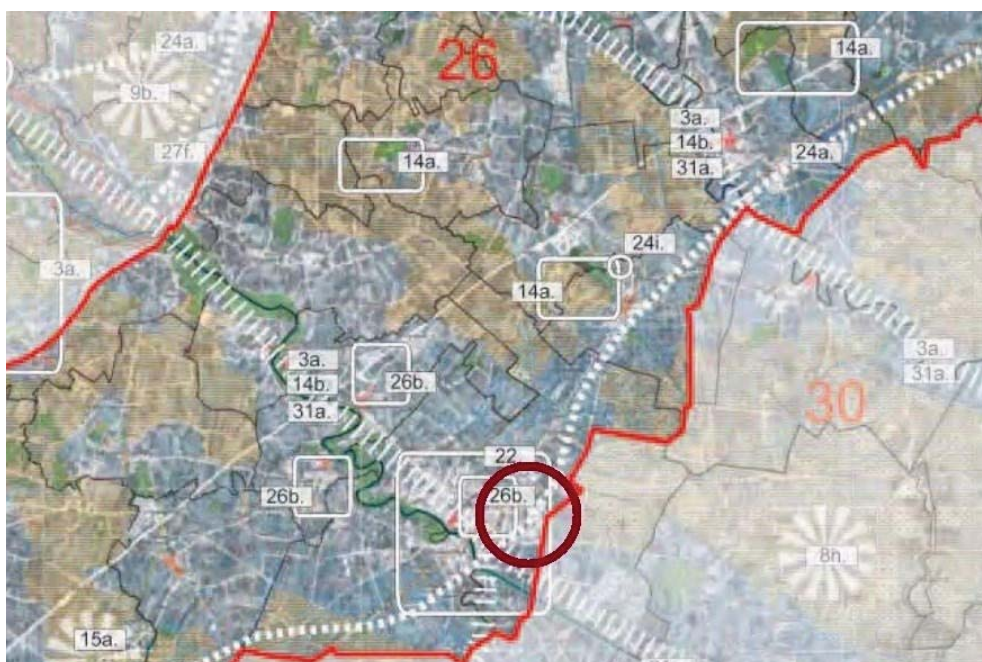 24a.
26
14a.
9b.
3a.
14b.
31a.
27f.
14a.
24a.
3a.
24i.
14a.
3a.
14b.
31a.
26b.
3a.
31a.
30
22.
26b.
26b.
8h.
15a.